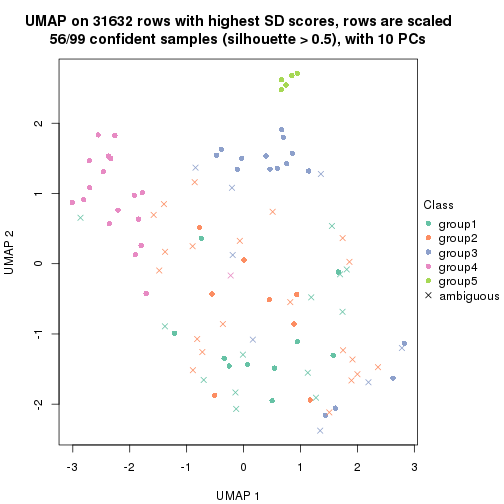 UMAP on 31632 rows with highest SD scores, rows are scaled
56/99 confident samples (silhouette > 0.5), with 10 PCs
UMAP 2
2
1
0
-1
-2
-3
-2
-1
0
1
2
3
UMAP 1
Class
group1
group2
group3
group4
group5
ambiguous